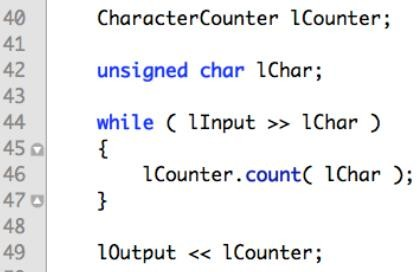 40 CharacterCounter lCounter;
41
42 unsigned char lChar;
43
44 while ( lInput >> lChar )
45 {
46 lCounter.count( lChar );
47 }
48
49 lOutput << lCounter;